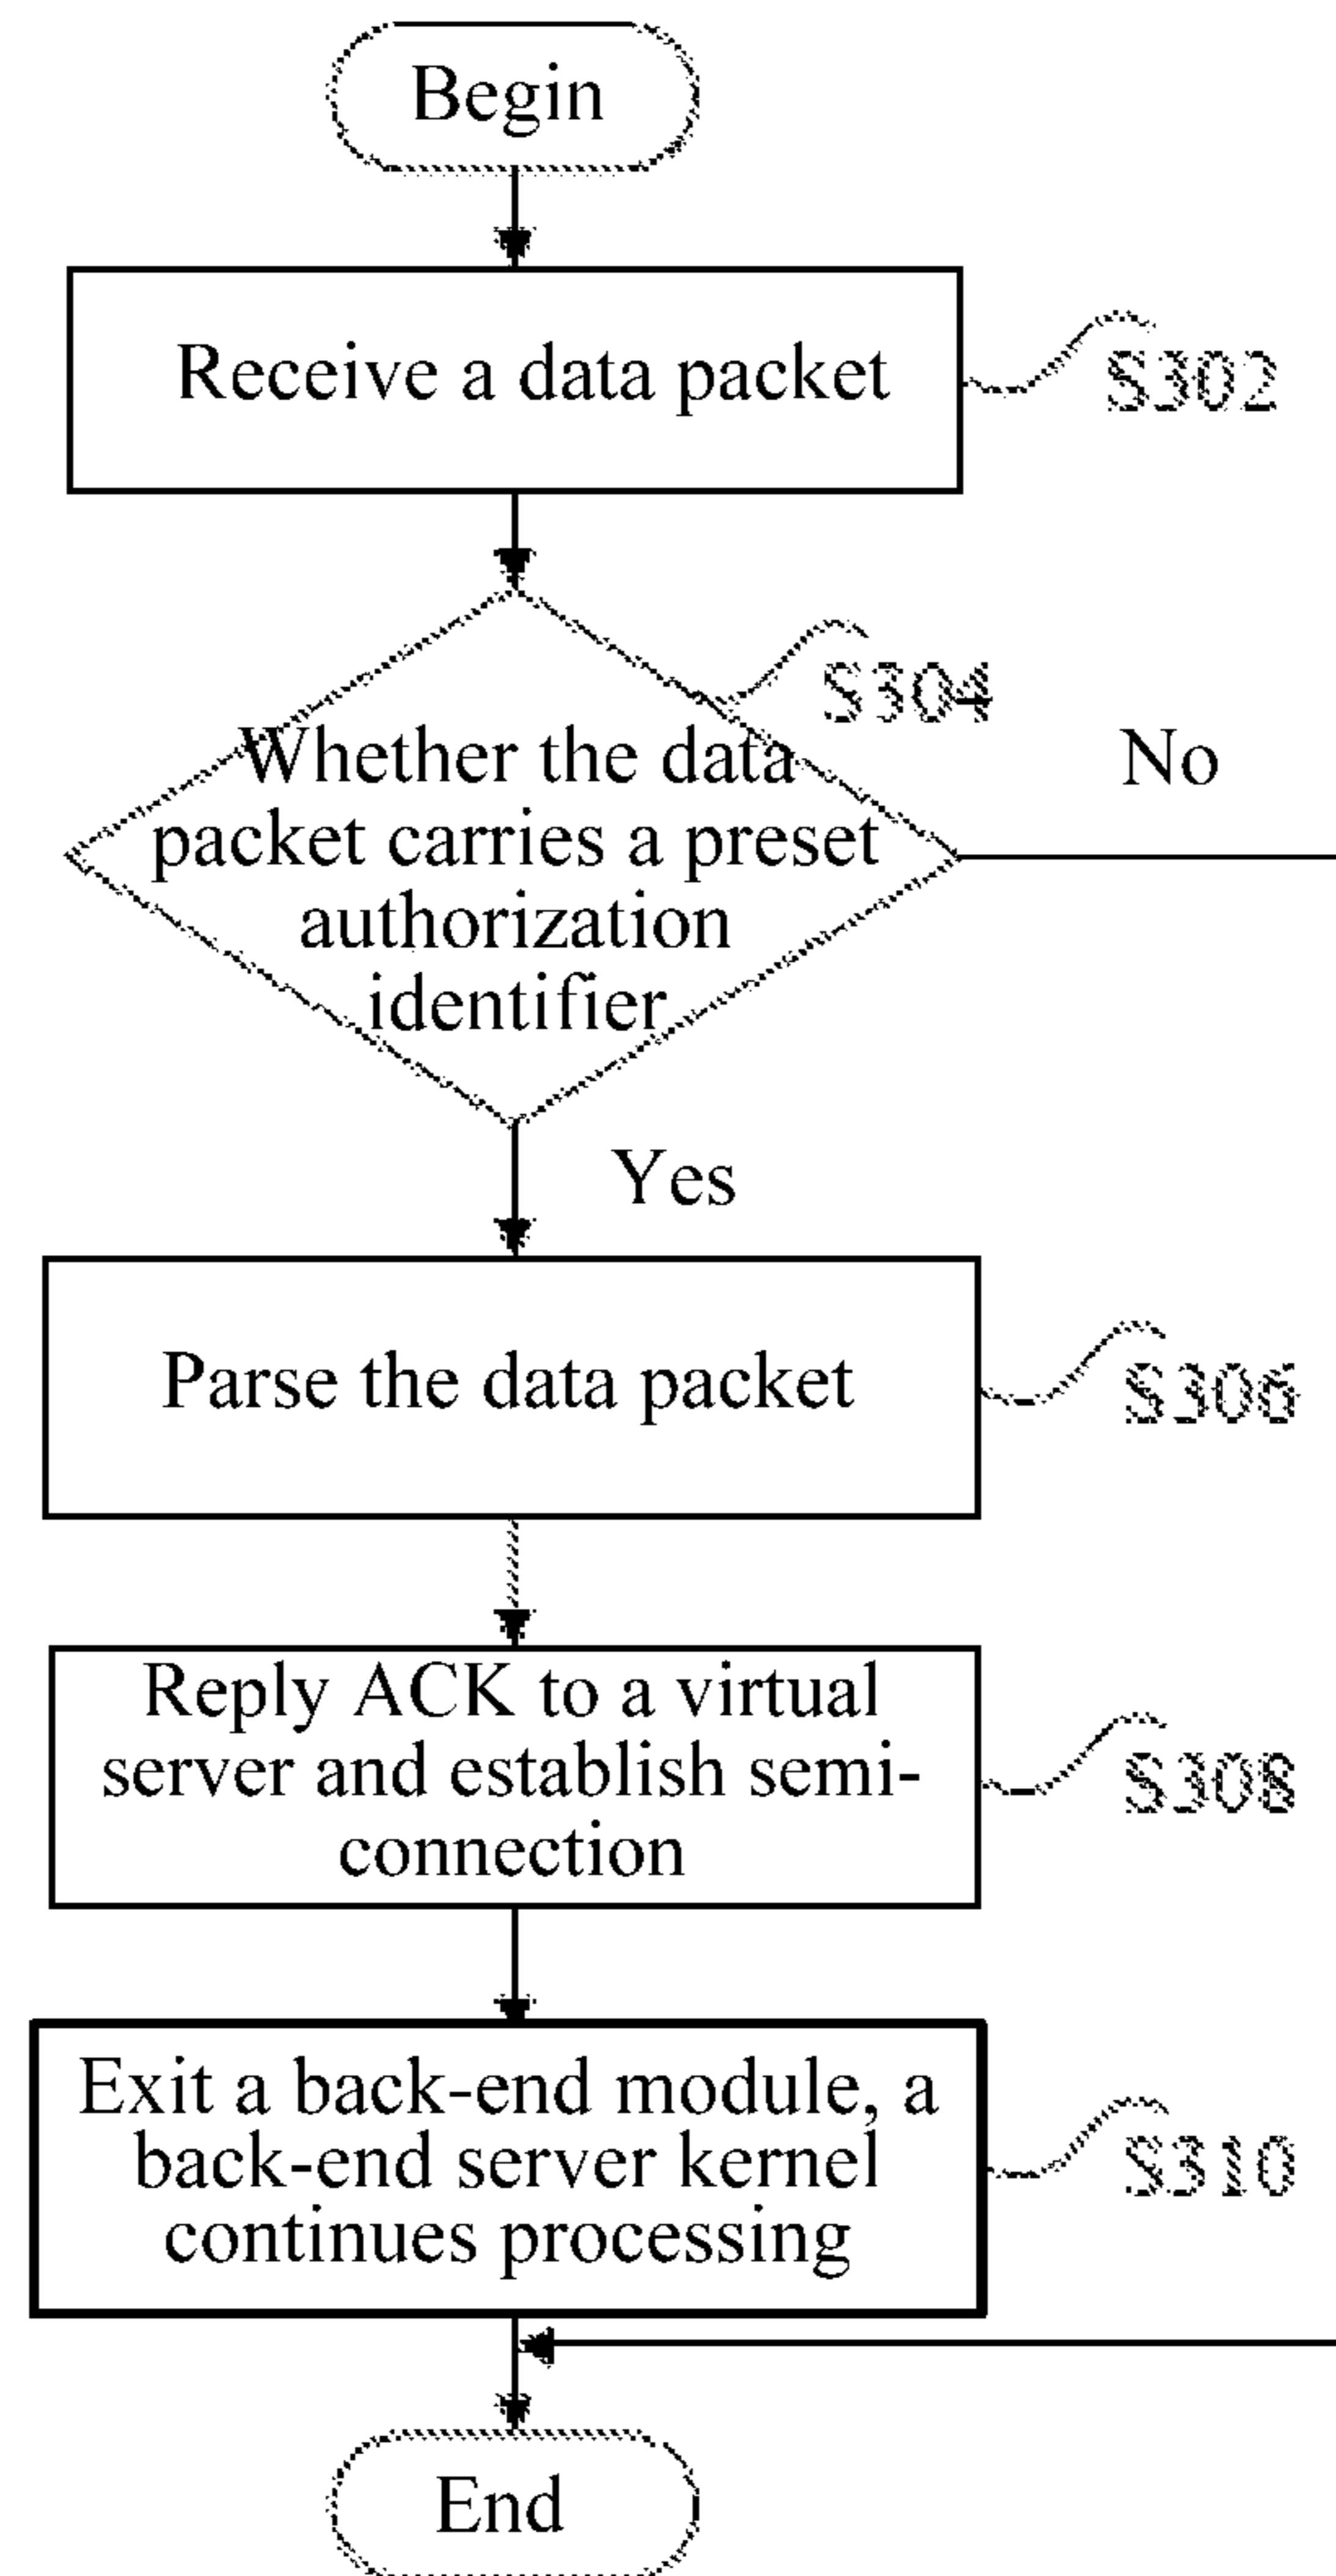 Begin
Receive a data packet
S302
S304
Whether the data
packet carries a preset
authorization
identifier
No
Yes
Parse the data packet
S306
Reply ACK to a virtual
server and establish semi-
connection
S308
Exit a back-end module, a
back-end server kernel
continues processing
S310
End